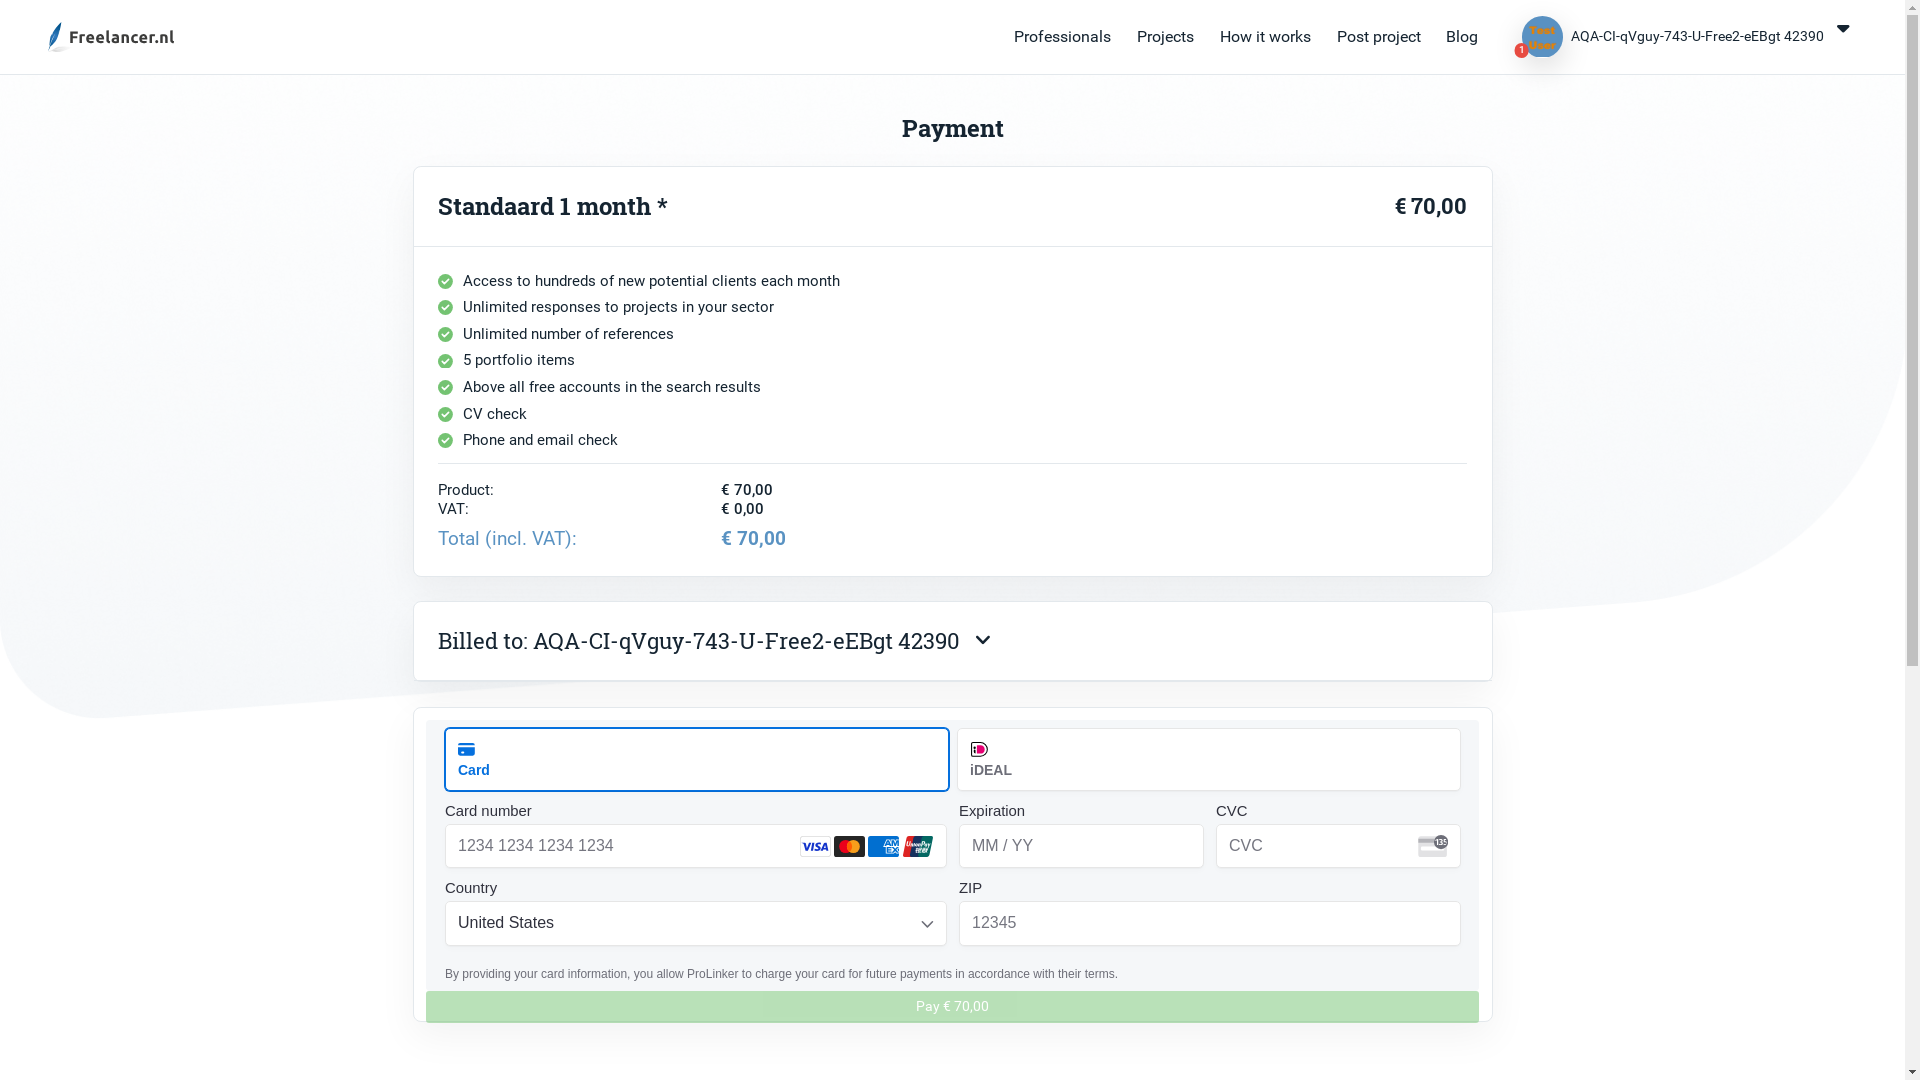 Freelancer.nl
Professionals
Projects
How it works
Post project
Blog
Test
User
1
AQA-CI-qVguy-743-U-Free2-eEBgt 42390
Payment
Standaard 1 month *
€ 70,00
Access to hundreds of new potential clients each month
Unlimited responses to projects in your sector
Unlimited number of references
5 portfolio items
Above all free accounts in the search results
CV check
Phone and email check
Product: € 70,00
VAT: € 0,00
Total (incl. VAT): € 70,00
Billed to: AQA-CI-qVguy-743-U-Free2-eEBgt 42390
Card
iDEAL
Card number
Expiration
CVC
1234 1234 1234 1234
VISA
AM
EX
UnionPay
MM / YY
CVC
135
Country
ZIP
United States
12345
By providing your card information, you allow ProLinker to charge your card for future payments in accordance with their terms.
Pay € 70,00